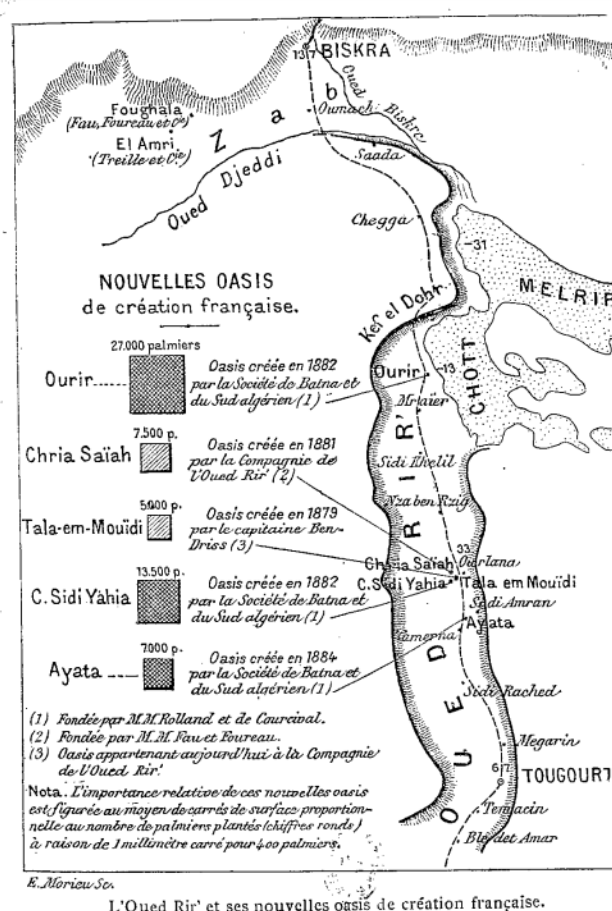 137 BISKRA
Oued Biskra
Foughala
(Fau, Foureau et Cie)
Oumach
Zab
El Amri
(Treille et Cie)
Saada
Oued Djeddi
Chegga
-31
NOUVELLES OASIS
de création française.
MELRIR
Kef el Dohr
27.000 palmiers
Ourir
Oasis créée en 1882
par la Société de Batna et
du Sud algérien (1)
Ourir
-13
CHOTT
Mraïer
7.500 p.
Chria Saïah
Oasis créée en 1881
par la Compagnie de
l'Oued Rir' (2)
Sidi Khelil
Nza ben Rzig
5.000 p.
Tala-em-Mouïdi
Oasis créée en 1879
par le capitaine Ben-
Driss (3)
33
Chria Saïah
Ourlana
C. Sidi Yahia
Tala em Mouïdi
13.500 p.
C. Sidi Yahia
Oasis créée en 1882
par la Société de Batna et
du Sud algérien (1)
Sidi Amran
Ayata
Tamerna
7.000 p.
Ayata
Oasis créée en 1884
par la Société de Batna et
du Sud algérien (1)
Sidi Rached
OUED RIR'
(1) Fondée par M.M. Rolland et de Courcival.
(2) Fondée par M.M. Fau et Foureau.
(3) Oasis appartenant aujourd'hui à la Compagnie
de l'Oued Rir'.
Megarin
TOUGOURT
Temacin
Blédet Amar
Nota. L'importance relative de ces nouvelles oasis
est figurée au moyen de carrés de surface proportion-
nelle au nombre de palmiers plantés (chiffres ronds)
à raison de 1 millimètre carré pour 400 palmiers.
E. Morieu Sc.
L'Oued Rir' et ses nouvelles oasis de création française.